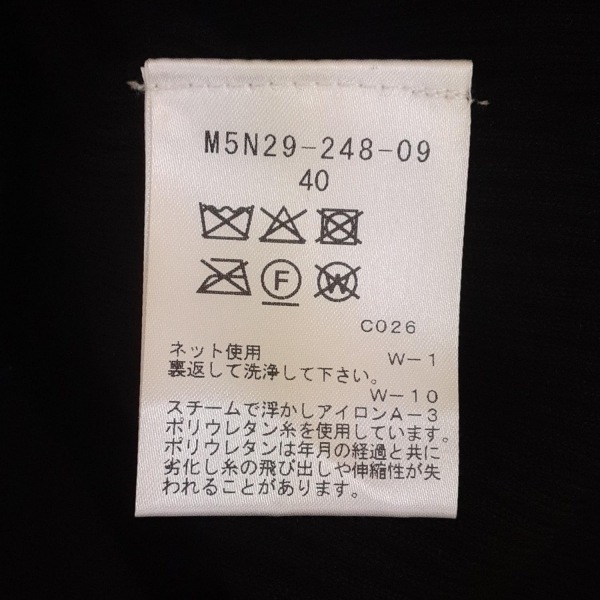 M5N29-248-09
40
F
W
C026
ネット使用 W-1
裏返して洗浄して下さい。
W-10
スチームで浮かしアイロンA-3
ポリウレタン糸を使用しています。
ポリウレタンは年月の経過と共に
劣化し糸の飛び出しや伸縮性が失
われることがあります。